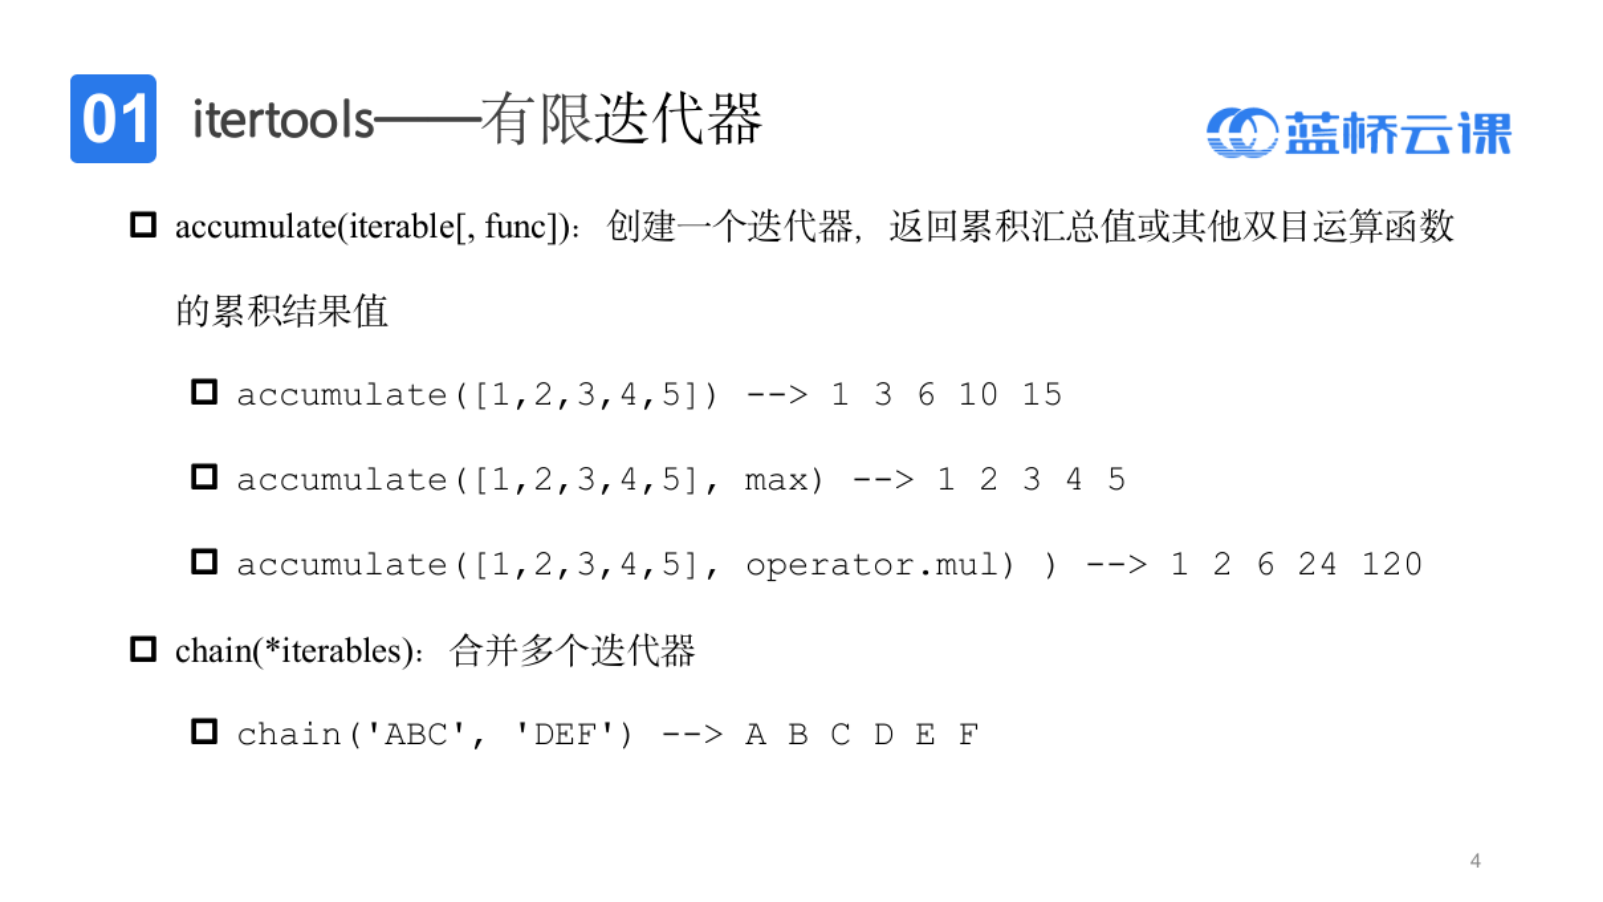 01 itertools——有限迭代器
蓝桥云课
accumulate(iterable[, func]): 创建一个迭代器, 返回累积汇总值或其他双目运算函数
的累积结果值
accumulate([1,2,3,4,5]) --> 1 3 6 10 15
accumulate([1,2,3,4,5], max) --> 1 2 3 4 5
accumulate([1,2,3,4,5], operator.mul) ) --> 1 2 6 24 120
chain(*iterables): 合并多个迭代器
chain('ABC', 'DEF') --> A B C D E F
4